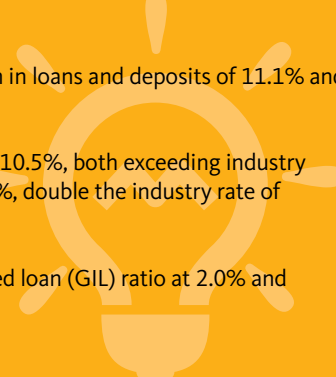 in loans and deposits of 11.1% and
10.5%, both exceeding industry
%, double the industry rate of
ed loan (GIL) ratio at 2.0% and